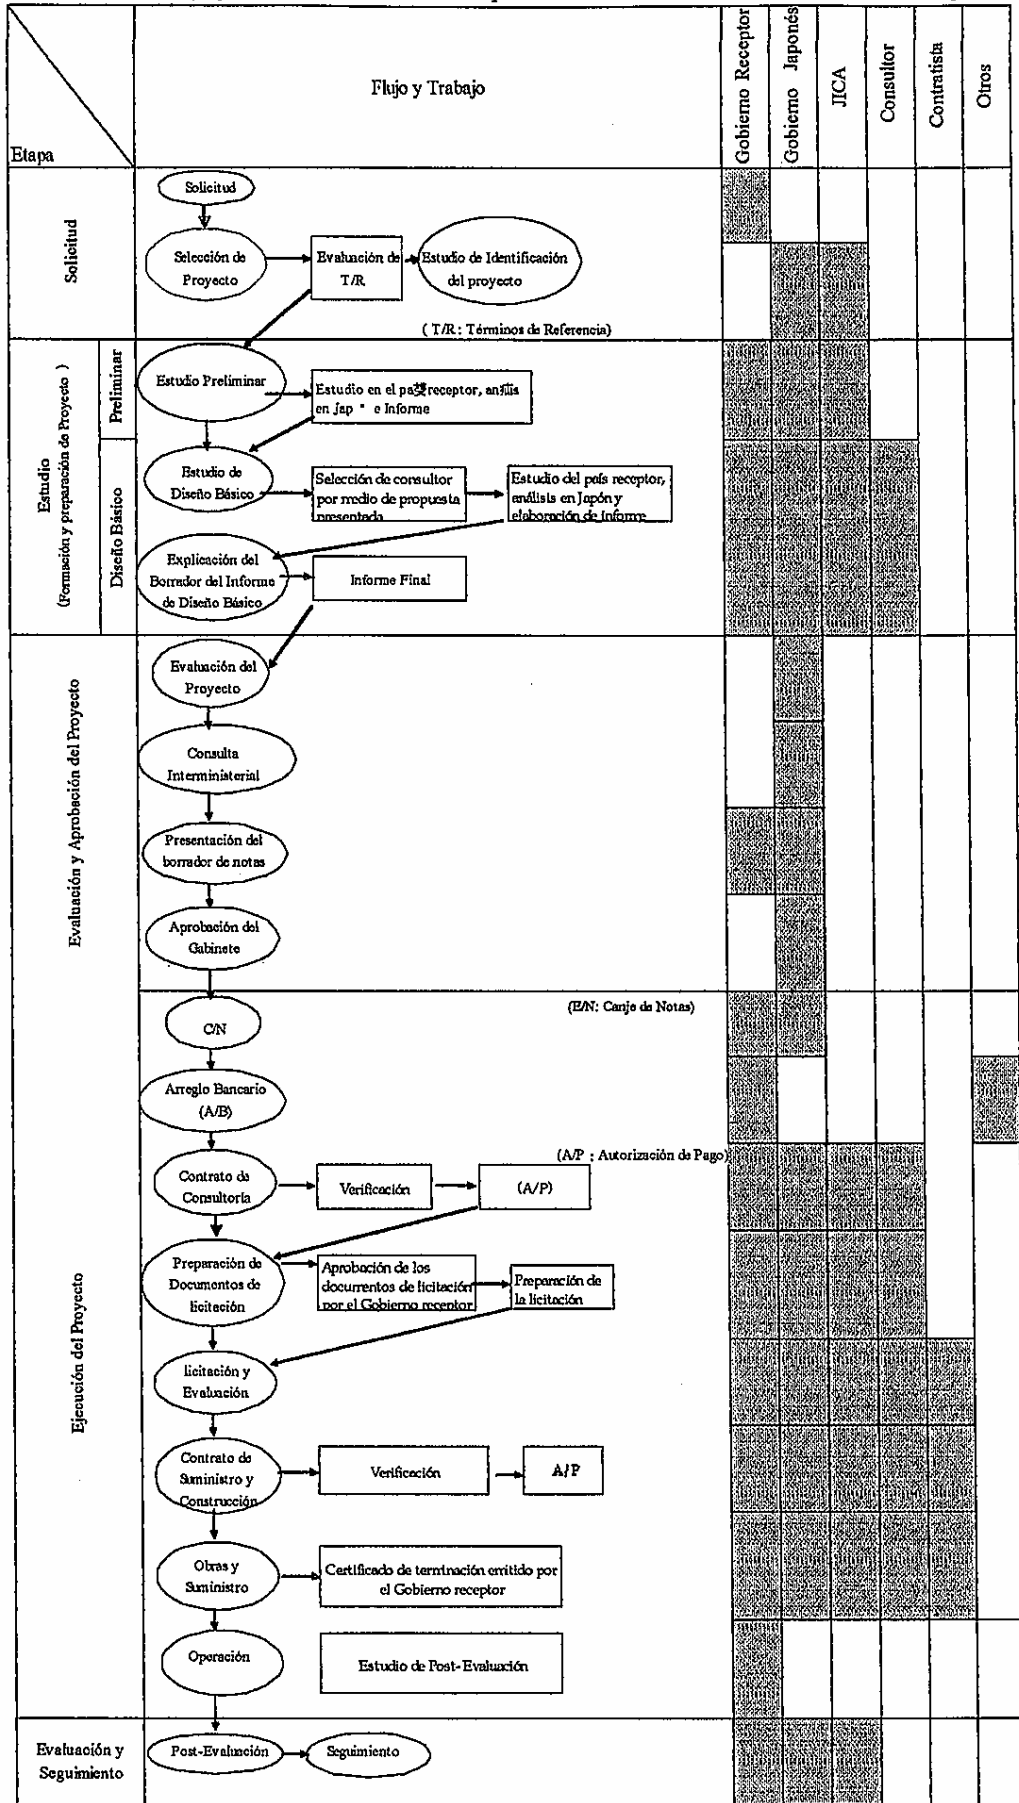 Etapa
Flujo y Trabajo
Gobierno Receptor
Gobierno Japonés
JICA
Consultor
Contratista
Otros
Solicitud
Solicitud
Selección de
Proyecto
Evaluación de
T/R
Estudio de Identificación
del proyecto
( T/R : Términos de Referencia)
Estudio
(Formación y preparación de Proyecto )
Preliminar
Estudio Preliminar
Estudio en el pa receptor, an
en Jap e Informe
Diseño Básico
Estudio de
Diseño Básico
Selección de consultor
por medio de propuesta
presentada
Estudio del país receptor,
análisis en Japón y
elaboración de informe
Explicación del
Borrador del Informe
de Diseño Básico
Informe Final
Evaluación y Aprobación del Proyecto
Evaluación del
Proyecto
Consulta
Interministerial
Presentación del
borrador de notas
Aprobación del
Gabinete
Ejecución del Proyecto
C/N
(E/N: Canje de Notas)
Arreglo Bancario
(A/B)
(A/P : Autorización de Pago)
Contrato de
Consultoría
Verificación
(A/P)
Preparación de
Documentos de
licitación
Aprobación de los
documentos de licitación
por el Gobierno receptor
Preparación de
la licitación
licitación y
Evaluación
Contrato de
Suministro y
Construcción
Verificación
A/P
Obras y
Suministro
Certificado de terminación emitido por
el Gobierno receptor
Operación
Estudio de Post-Evaluación
Evaluación y
Seguimiento
Post-Evaluación
Seguimiento